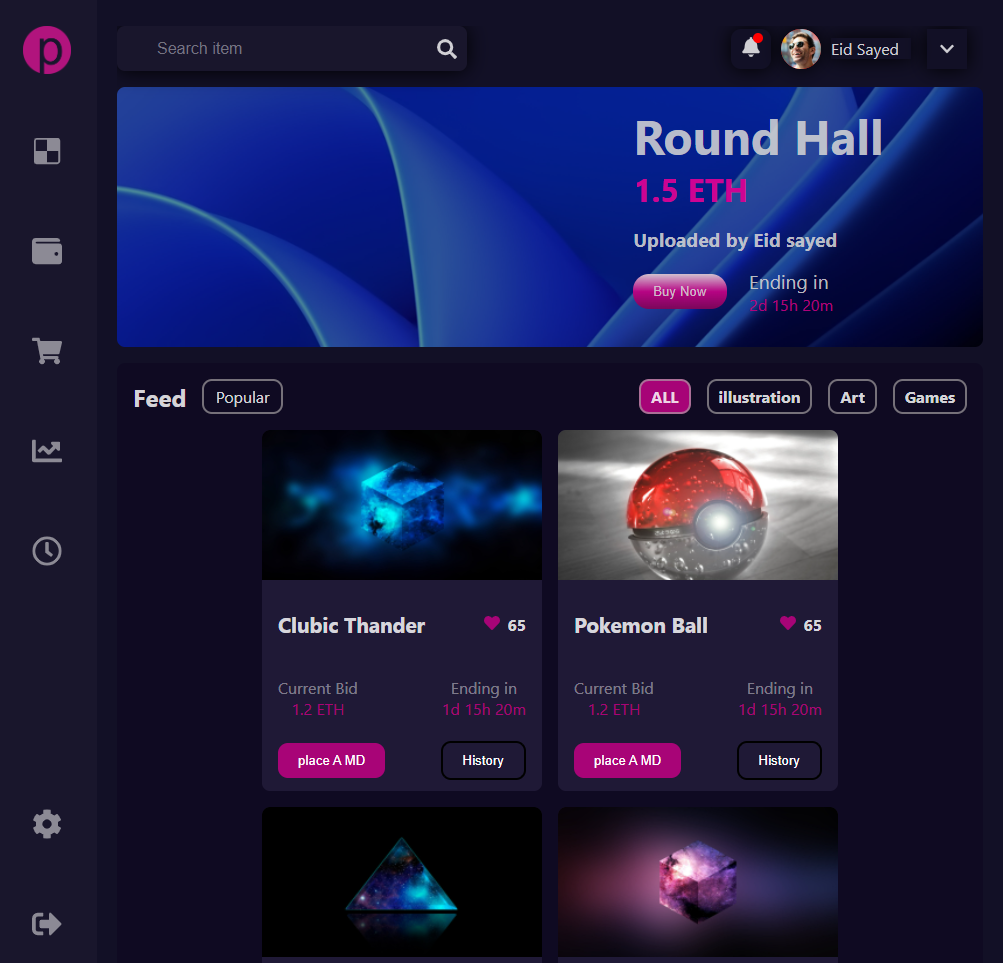 p
Search item
Eid Sayed
Round Hall
1.5 ETH
Uploaded by Eid sayed
Buy Now
Ending in
2d 15h 20m
Feed
Popular
ALL
illustration
Art
Games
Clubic Thander
65
Current Bid
1.2 ETH
Ending in
1d 15h 20m
place A MD
History
Pokemon Ball
65
Current Bid
1.2 ETH
Ending in
1d 15h 20m
place A MD
History